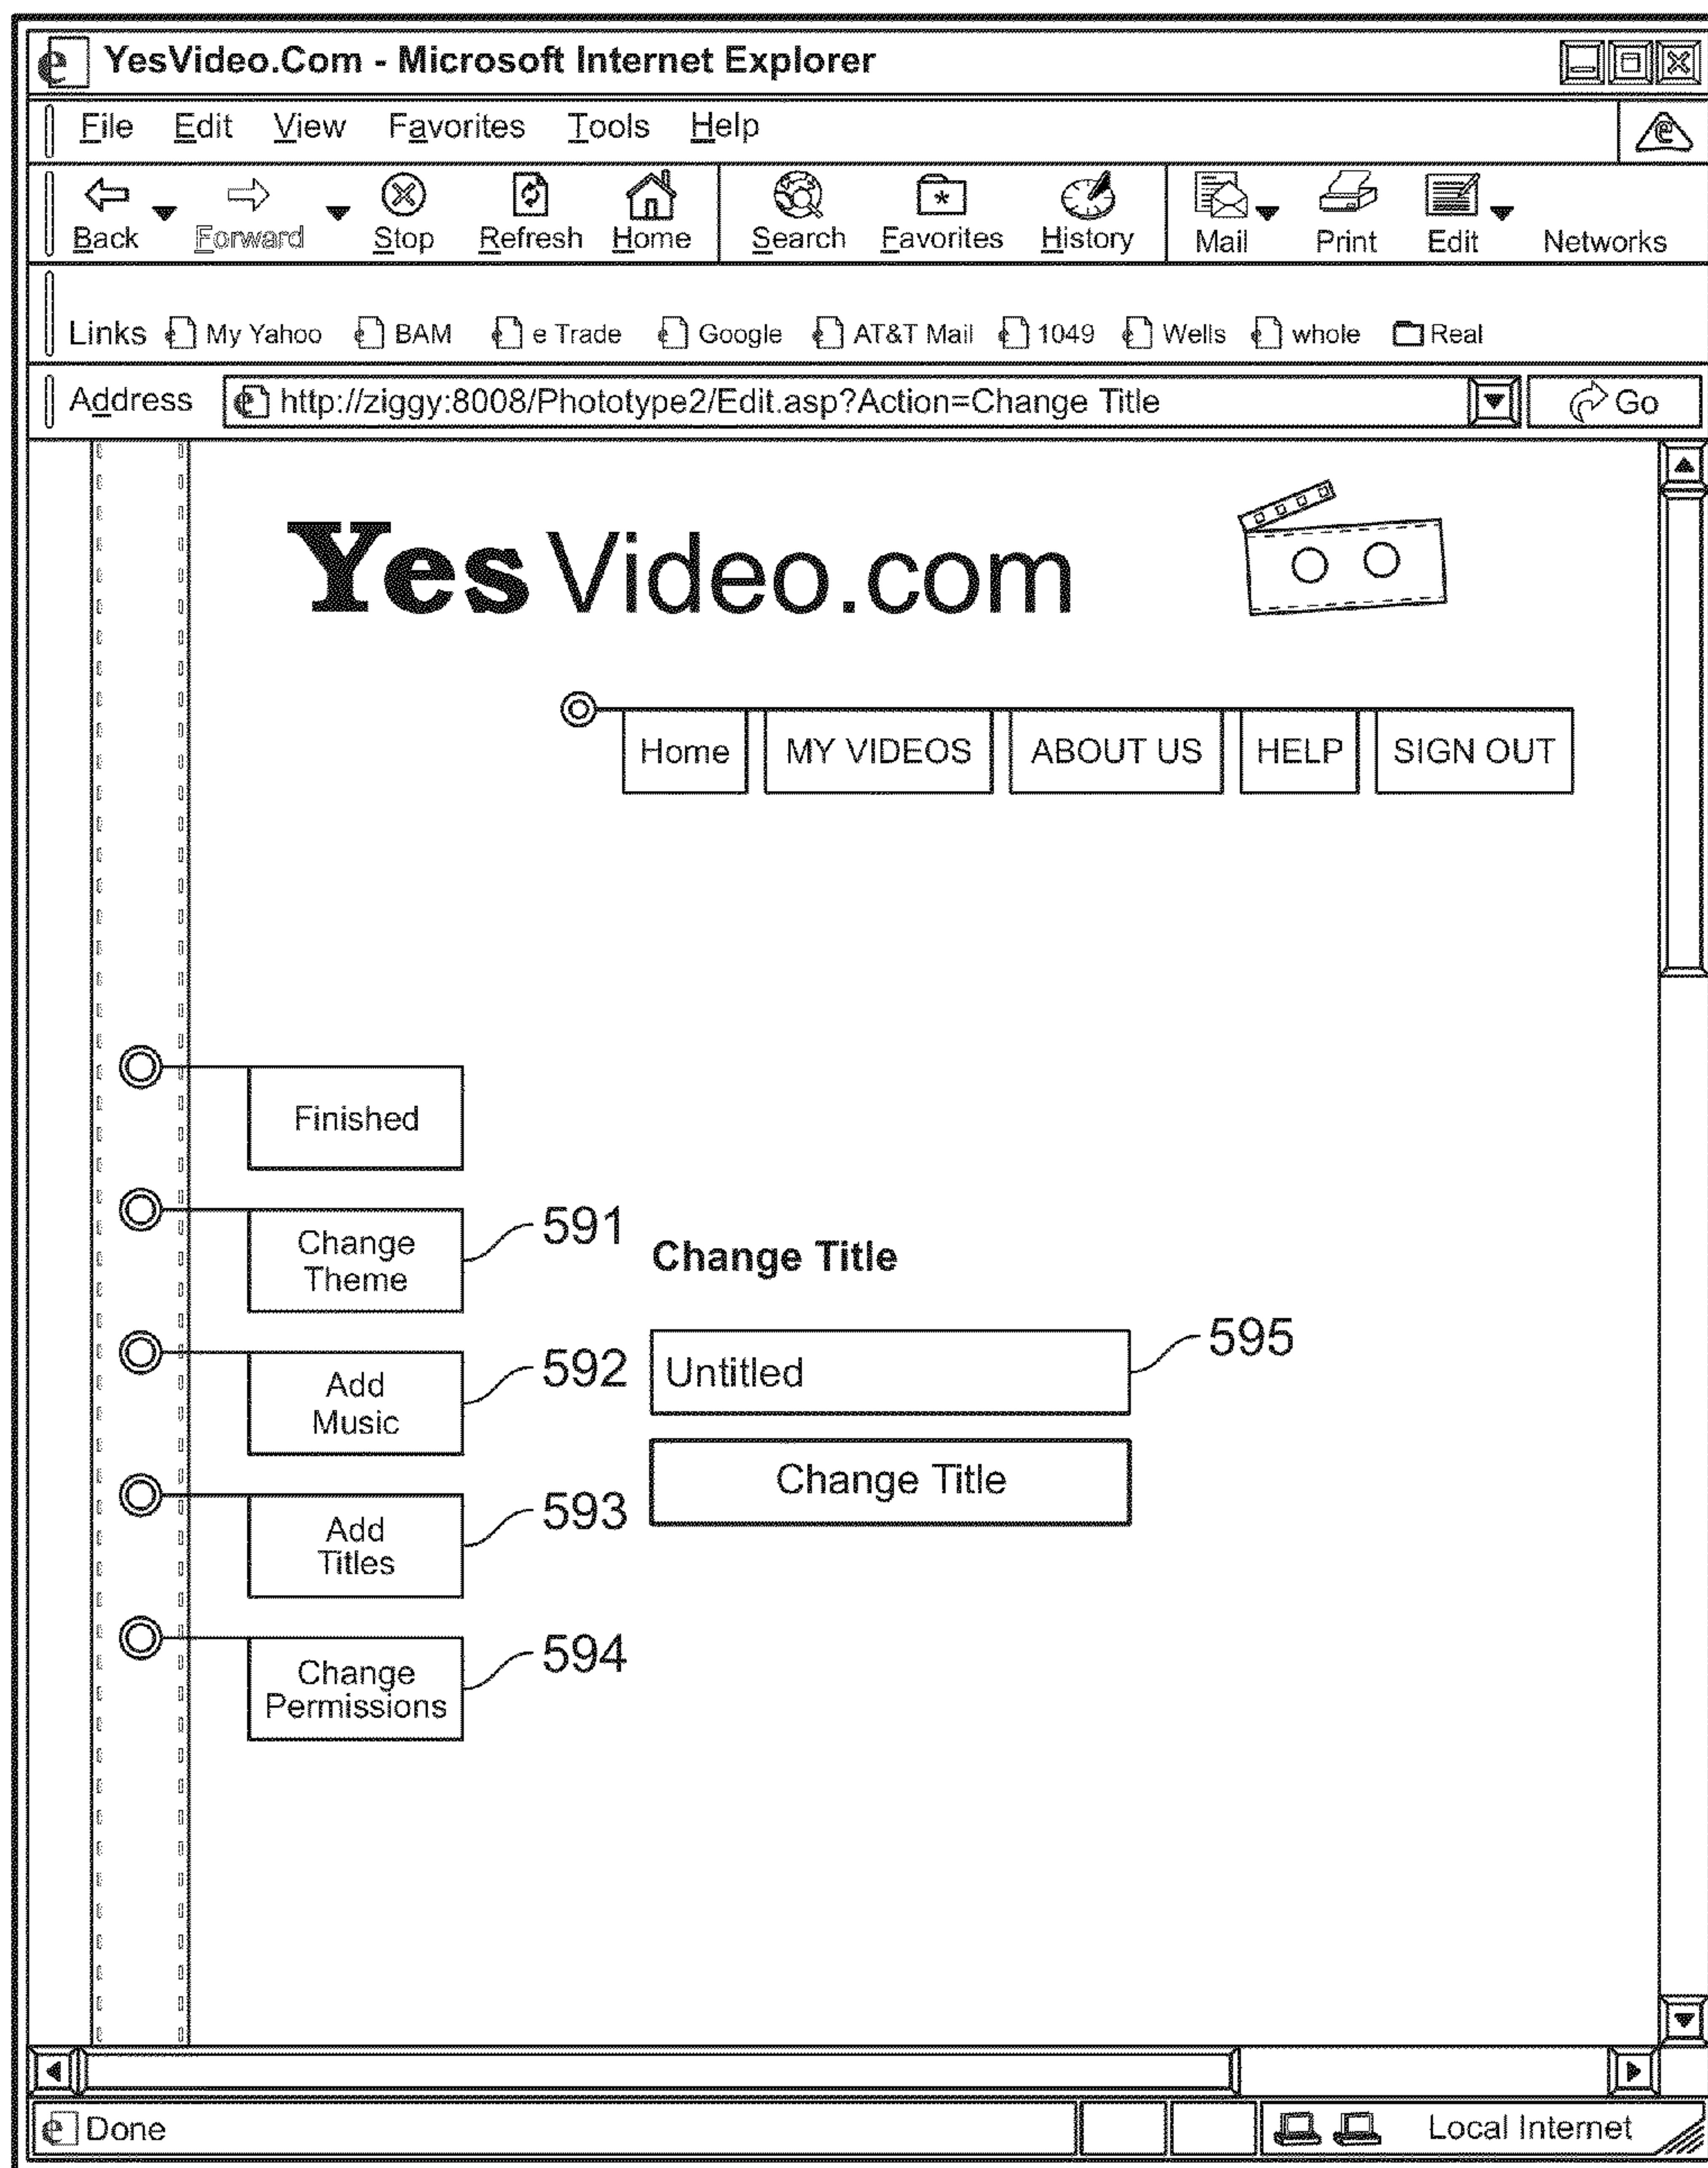 YesVideo.Com - Microsoft Internet Explorer
File Edit View Favorites Tools Help
Back Forward Stop Refresh Home Search Favorites History Mail Print Edit Networks
Links My Yahoo BAM e Trade Google AT&T Mail 1049 Wells whole Real
Address http://ziggy:8008/Phototype2/Edit.asp?Action=Change Title Go
YesVideo.com
Home MY VIDEOS ABOUT US HELP SIGN OUT
Finished
Change
Theme
591
Change Title
Add
Music
592
Untitled
595
Change Title
Add
Titles
593
Change
Permissions
594
Done Local Internet